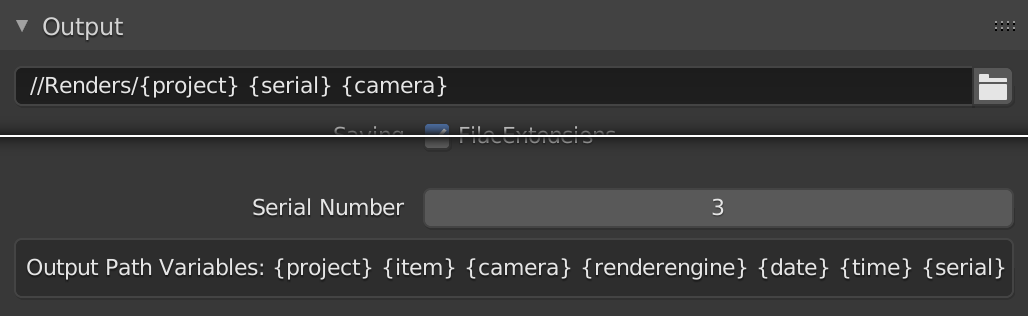 Output
//Renders/{project} {serial} {camera}
Saving File Extensions
Serial Number 3
Output Path Variables: {project} {item} {camera} {renderengine} {date} {time} {serial}